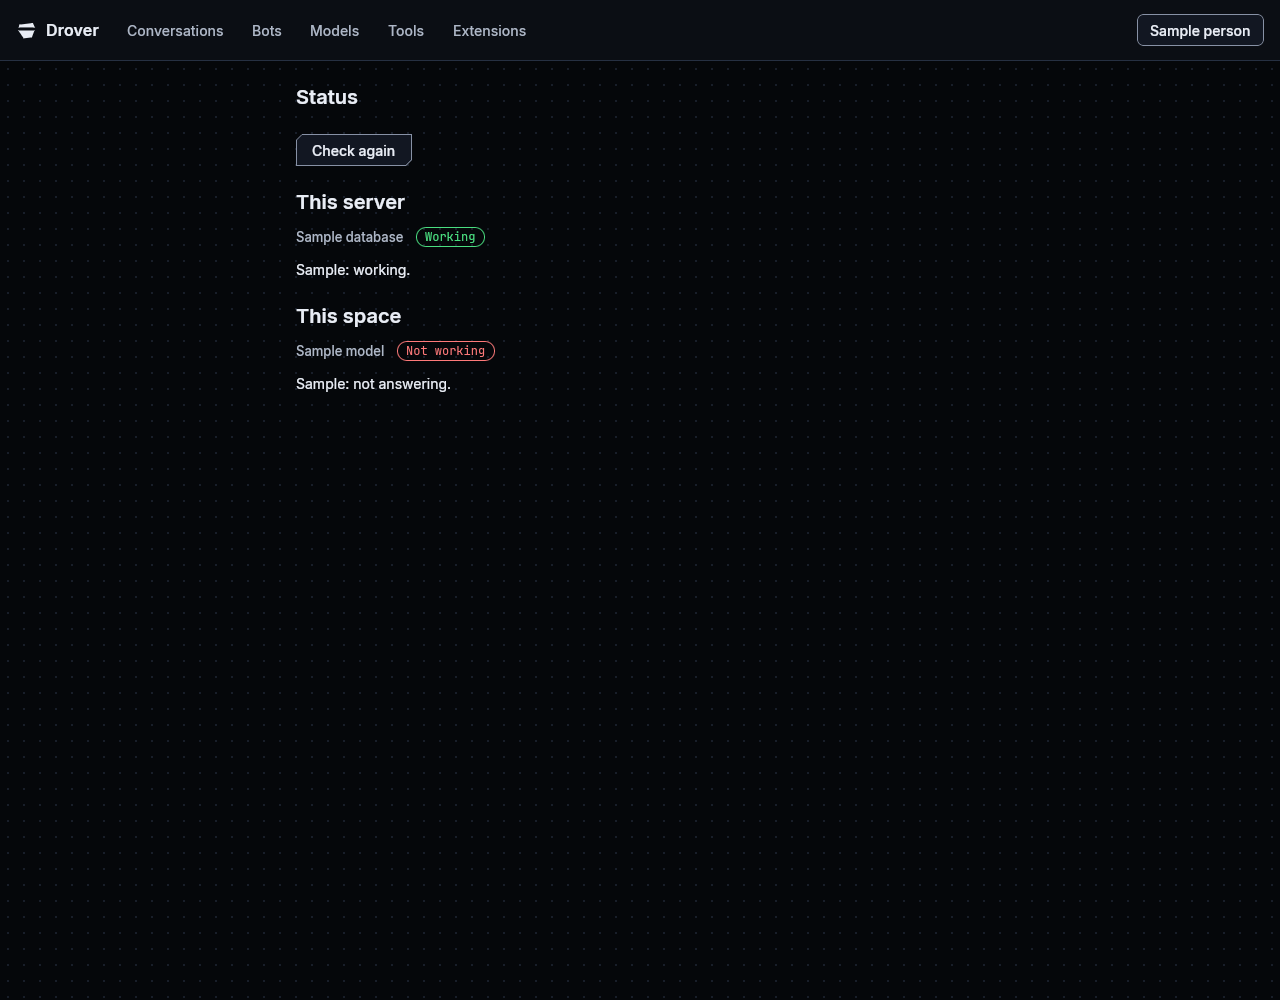 Drover
Conversations
Bots
Models
Tools
Extensions
Sample person
Status
Check again
This server
Sample database Working
Sample: working.
This space
Sample model Not working
Sample: not answering.